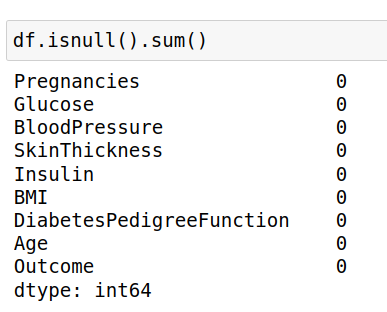 df.isnull().sum()
Pregnancies 0
Glucose 0
BloodPressure 0
SkinThickness 0
Insulin 0
BMI 0
DiabetesPedigreeFunction 0
Age 0
Outcome 0
dtype: int64